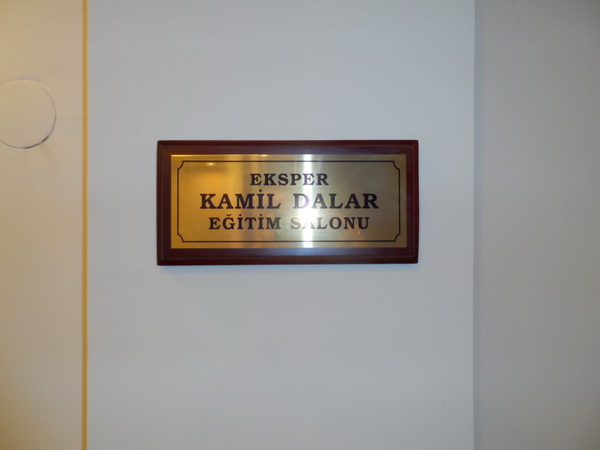 EKSPER
KAMİL DALAR
EĞİTİM SALONU